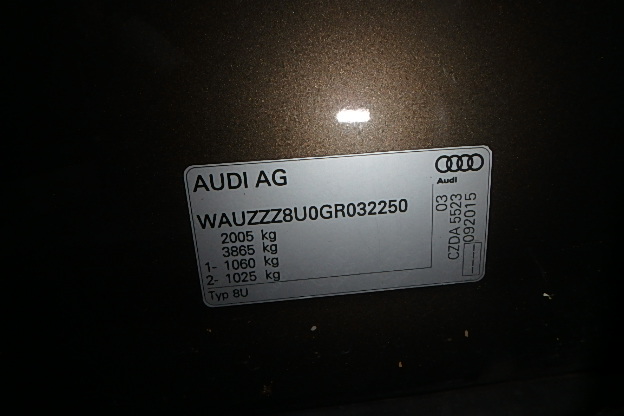 AUDI AG
Audi
WAUZZZ8U0GR032250
2005 kg
3865 kg
1- 1060 kg
2- 1025 kg
Typ 8U
03
CZDA 5523
092015